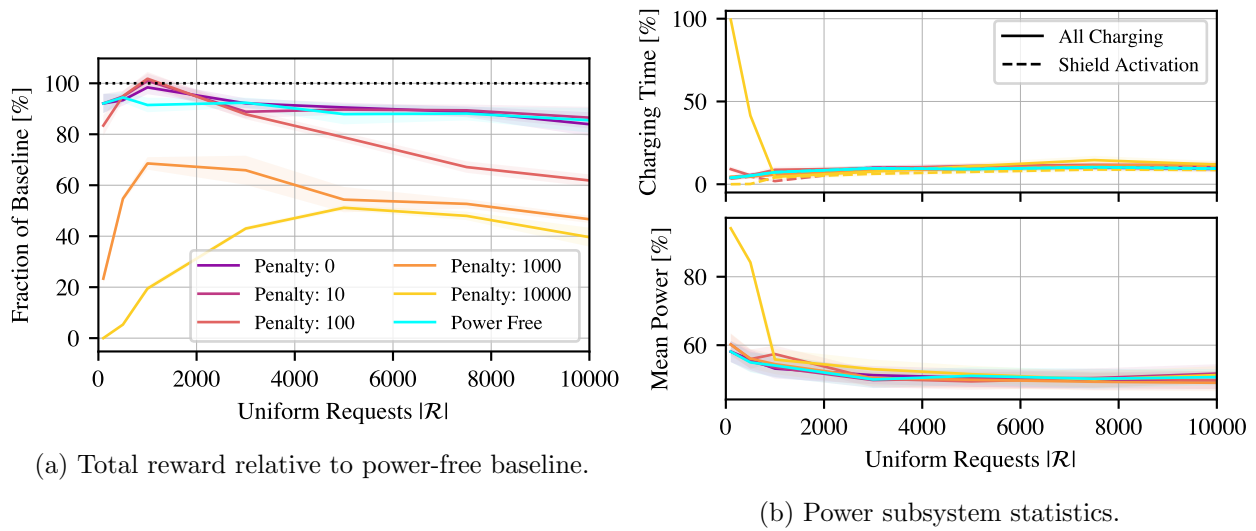 Fraction of Baseline [%]
100
80
60
40
20
0
Penalty: 0
Penalty: 10
Penalty: 100
Penalty: 1000
Penalty: 10000
Power Free
0 2000 4000 6000 8000 10000
Uniform Requests |R|
(a) Total reward relative to power-free baseline.
Charging Time [%]
100
50
0
All Charging
Shield Activation
Mean Power [%]
80
60
0 2000 4000 6000 8000 10000
Uniform Requests |R|
(b) Power subsystem statistics.